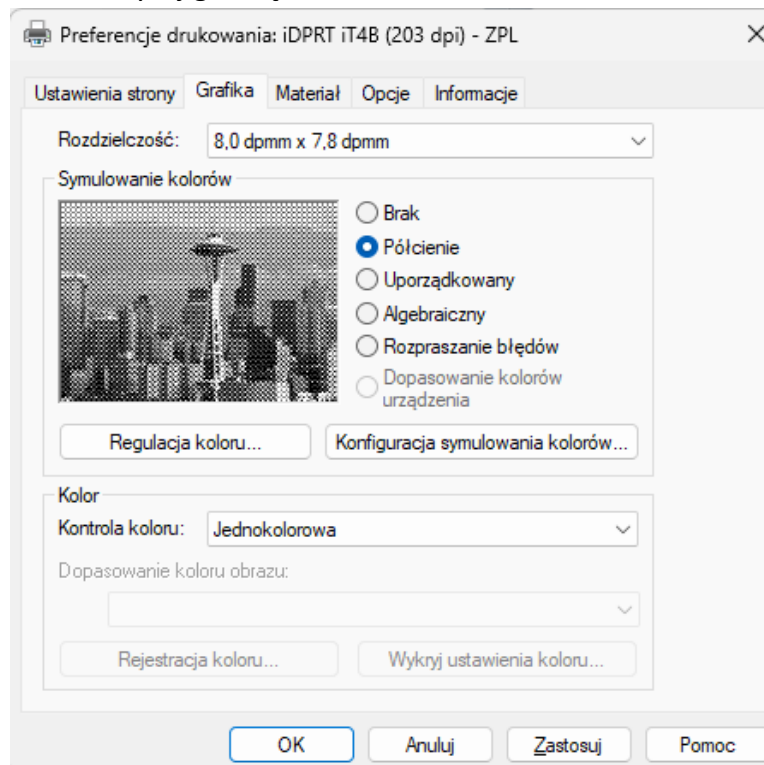 Preferencje drukowania: iDPRT iT4B (203 dpi) - ZPL
Ustawienia strony Grafika Materiał Opcje Informacje
Rozdzielczość: 8,0 dpmm x 7,8 dpmm
Symulowanie kolorów
Brak
Półcienie
Uporządkowany
Algebraiczny
Rozpraszanie błędów
Dopasowanie kolorów
urządzenia
Regulacja koloru... Konfiguracja symulowania kolorów...
Kolor
Kontrola koloru: Jednokolorowa
Dopasowanie koloru obrazu:
Rejestracja koloru... Wykryj ustawienia koloru...
OK Anuluj Zastosuj Pomoc